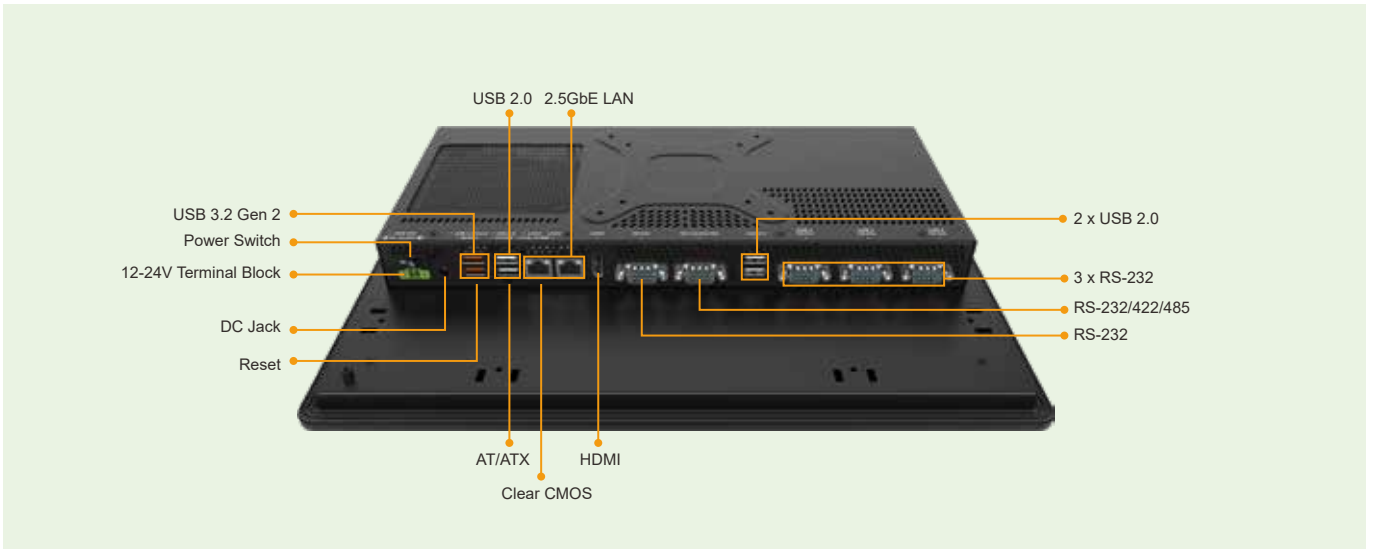 USB 2.0 2.5GbE LAN
USB 3.2 Gen 2
Power Switch
12-24V Terminal Block
DC Jack
Reset
2 x USB 2.0
3 x RS-232
RS-232/422/485
RS-232
AT/ATX
HDMI
Clear CMOS